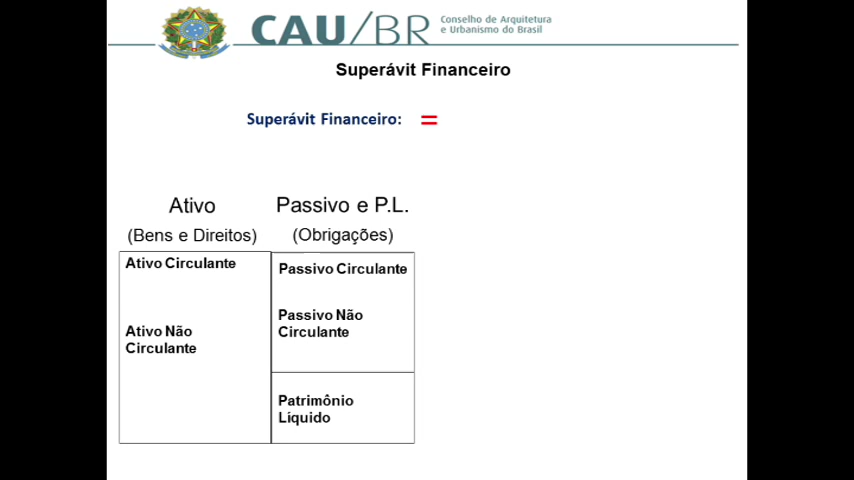 CAU/BR
Conselho de Arquitetura
e Urbanismo do Brasil
Superávit Financeiro
Superávit Financeiro: =
Ativo
(Bens e Direitos)
Passivo e P.L.
(Obrigações)
Ativo Circulante
Ativo Não
Circulante
Passivo Circulante
Passivo Não
Circulante
Patrimônio
Liquido